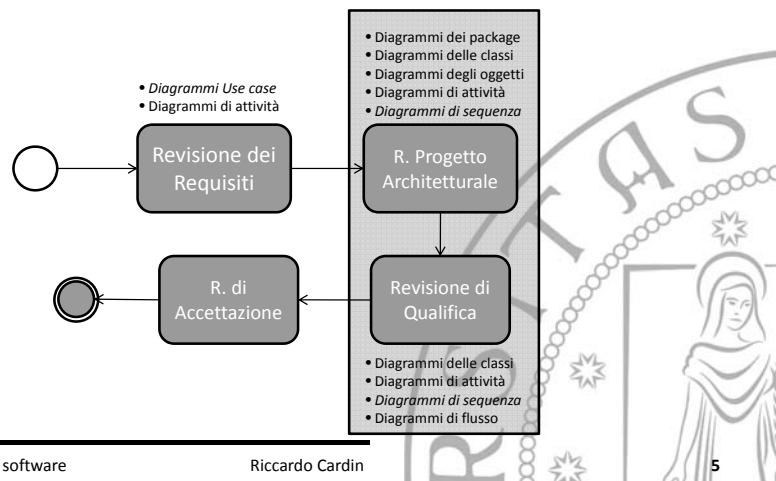 • Diagrammi dei package
• Diagrammi delle classi
• Diagrammi degli oggetti
• Diagrammi di attività
• Diagrammi di sequenza
• Diagrammi Use case
• Diagrammi di attività
Revisione dei
Requisiti
R. Progetto
Architetturale
R. di
Accettazione
Revisione di
Qualifica
• Diagrammi delle classi
• Diagrammi di attività
• Diagrammi di sequenza
• Diagrammi di flusso
software
Riccardo Cardin
5
RSITAS